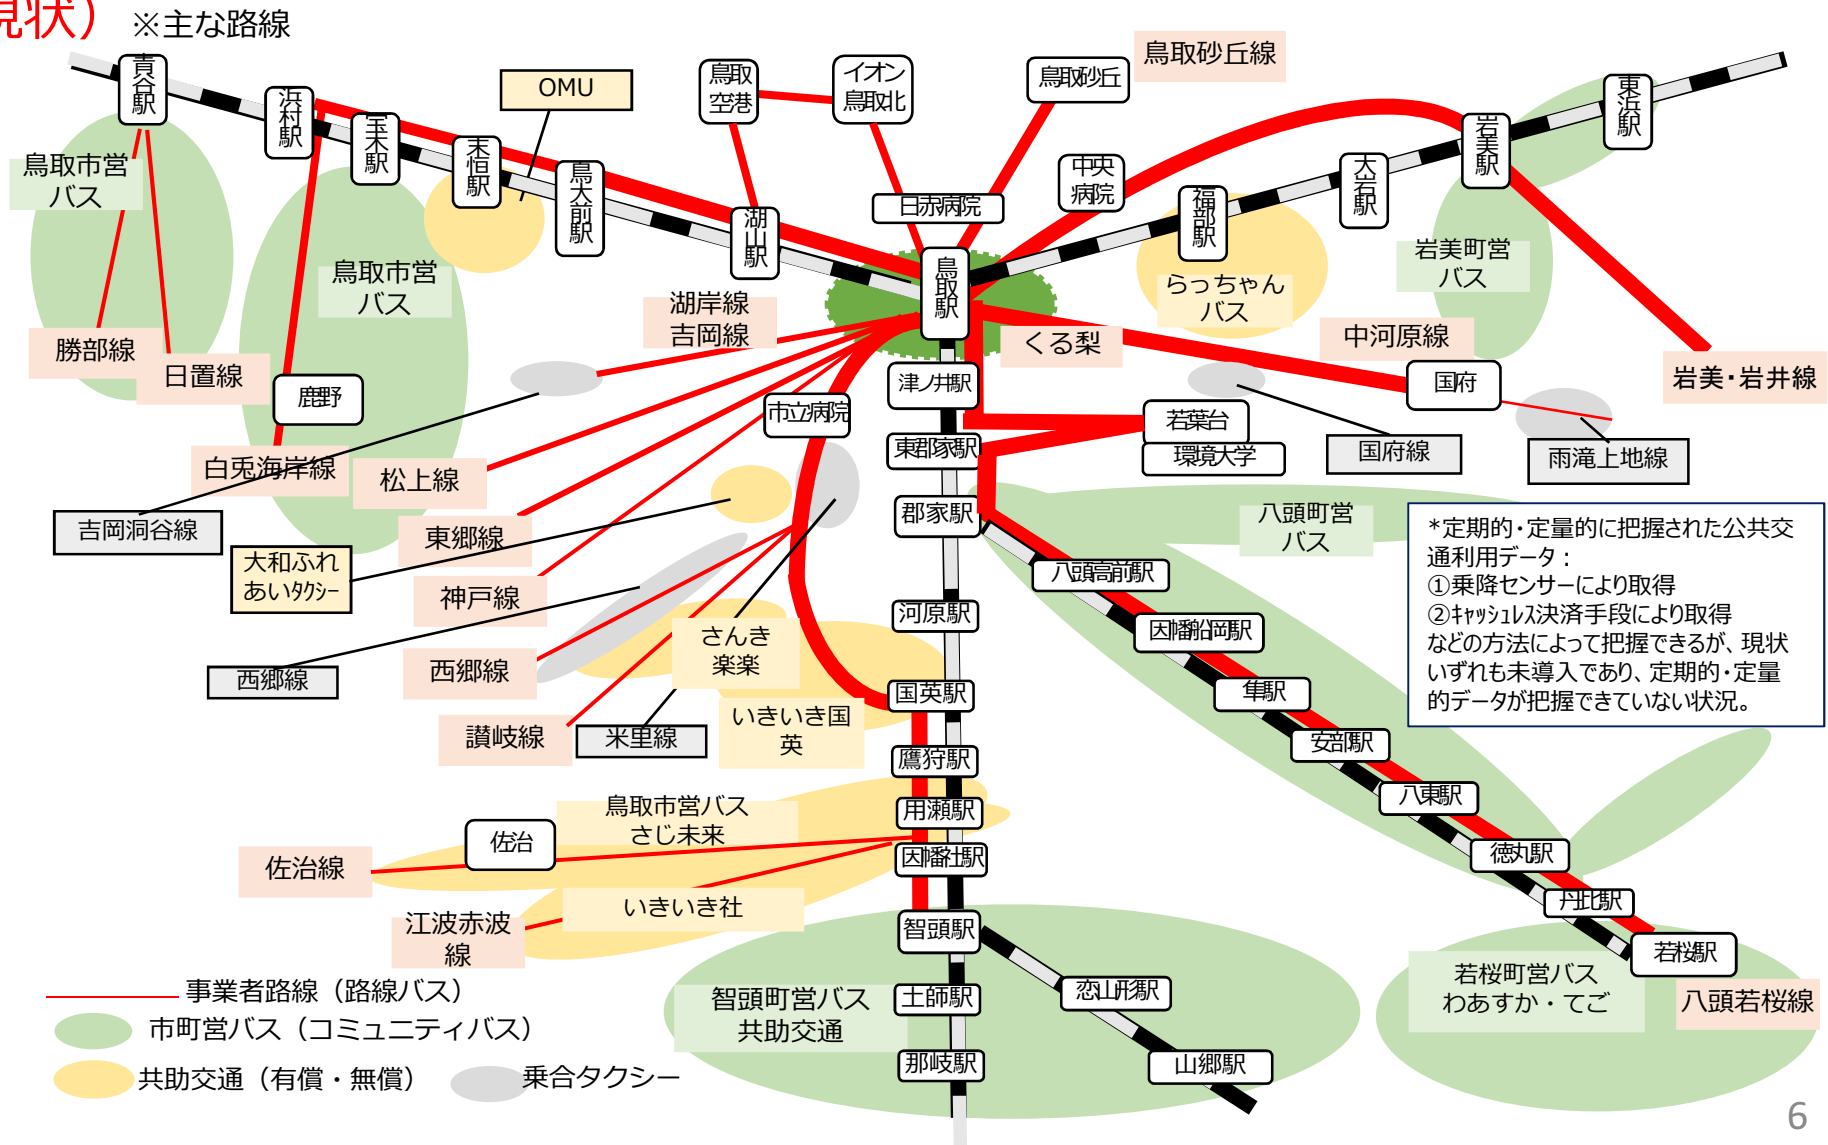 現状）
※主な路線
青谷駅
浜村駅
宝木駅
末恒駅
鳥大前駅
OMU
鳥取
空港
イオン
鳥取北
鳥取砂丘
鳥取砂丘線
東浜駅
岩美駅
大岩駅
福部駅
中央
病院
日赤病院
湖山駅
鳥取駅
鳥取市営
バス
鳥取市営
バス
湖岸線
吉岡線
くる梨
らっちゃん
バス
岩美町営
バス
中河原線
岩美・岩井線
勝部線
日置線
鹿野
白兎海岸線
松上線
東郷線
神戸線
吉岡洞谷線
大和ふれ
あいﾀｸｼｰ
西郷線
西郷線
讃岐線
米里線
市立病院
津ノ井駅
東郡家駅
郡家駅
河原駅
国英駅
鷹狩駅
用瀬駅
因幡社駅
智頭駅
土師駅
那岐駅
若葉台
環境大学
国府
国府線
雨滝上地線
八頭町営
バス
八頭高前駅
因幡船岡駅
隼駅
安部駅
八東駅
徳丸駅
丹比駅
若桜駅
*定期的・定量的に把握された公共交
通利用データ：
①乗降センサーにより取得
②ｷｬｯｼｭﾚｽ決済手段により取得
などの方法によって把握できるが、現状
いずれも未導入であり、定期的・定量
的データが把握できていない状況。
さんき
楽楽
いきいき国
英
鳥取市営バス
さじ未来
佐治
佐治線
いきいき社
江波赤波
線
智頭町営バス
共助交通
恋山形駅
山郷駅
若桜町営バス
わあすか・てご
八頭若桜線
事業者路線（路線バス）
市町営バス（コミュニティバス）
共助交通（有償・無償）
乗合タクシー
6